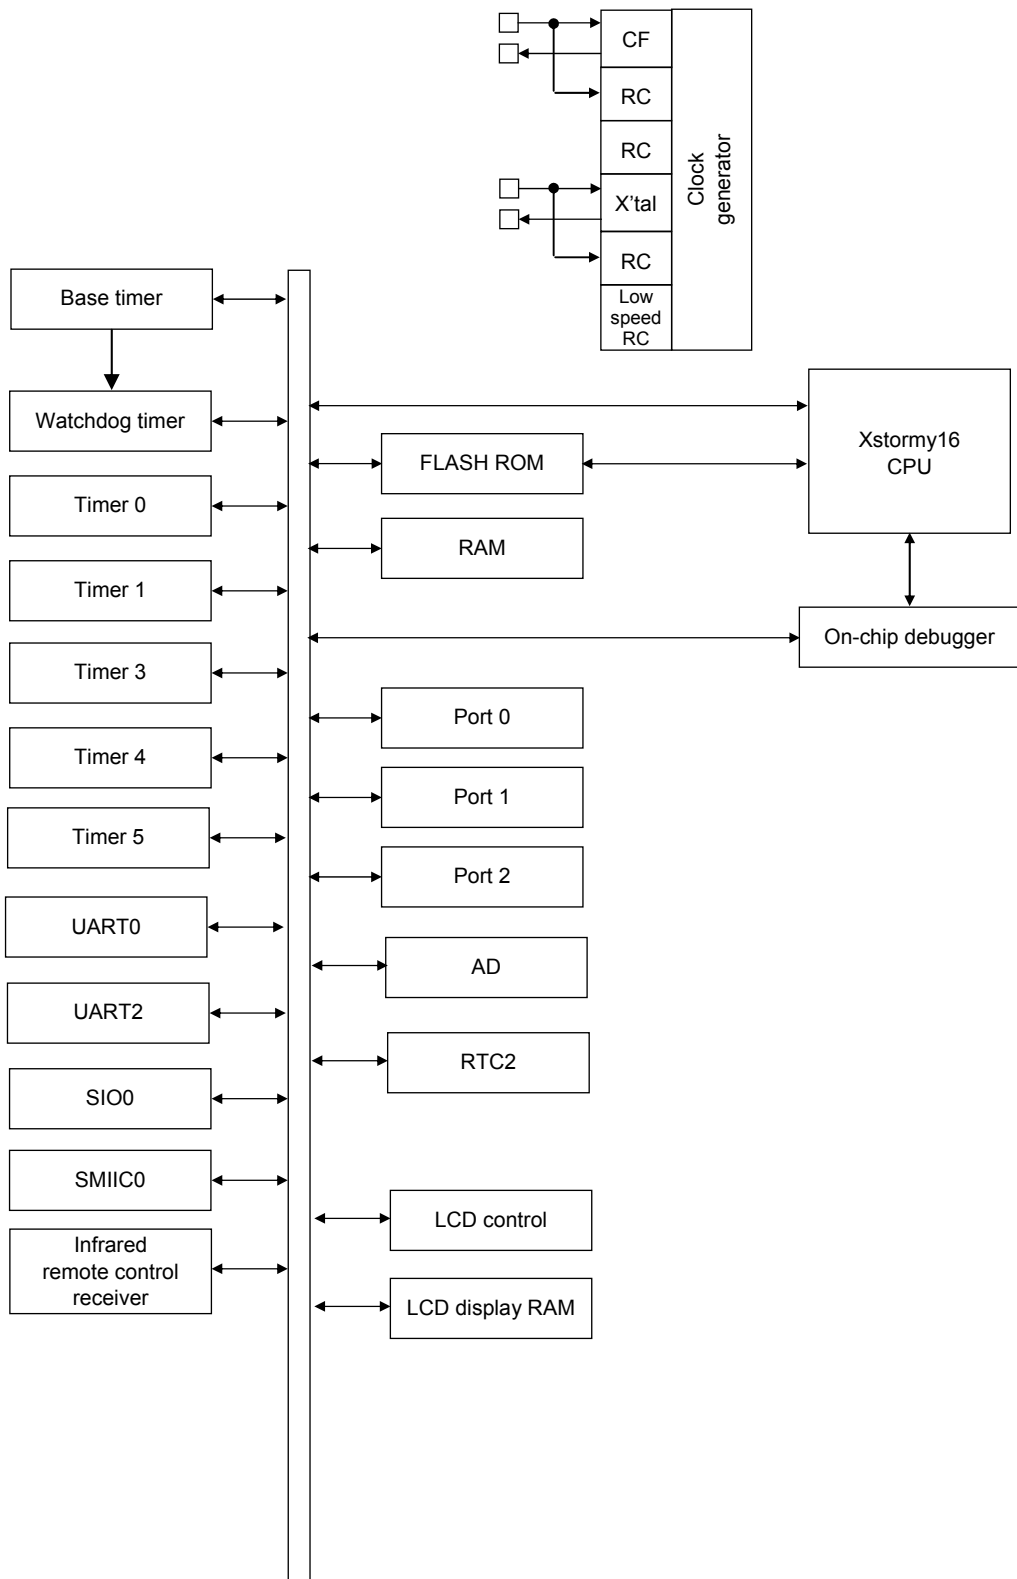 CF
RC
RC
X'tal
RC
Low
speed
RC
Clock
generator
Base timer
Watchdog timer
Timer 0
Timer 1
Timer 3
Timer 4
Timer 5
UART0
UART2
SIO0
SMIIC0
Infrared
remote control
receiver
FLASH ROM
RAM
Port 0
Port 1
Port 2
AD
RTC2
LCD control
LCD display RAM
Xstormy16
CPU
On-chip debugger